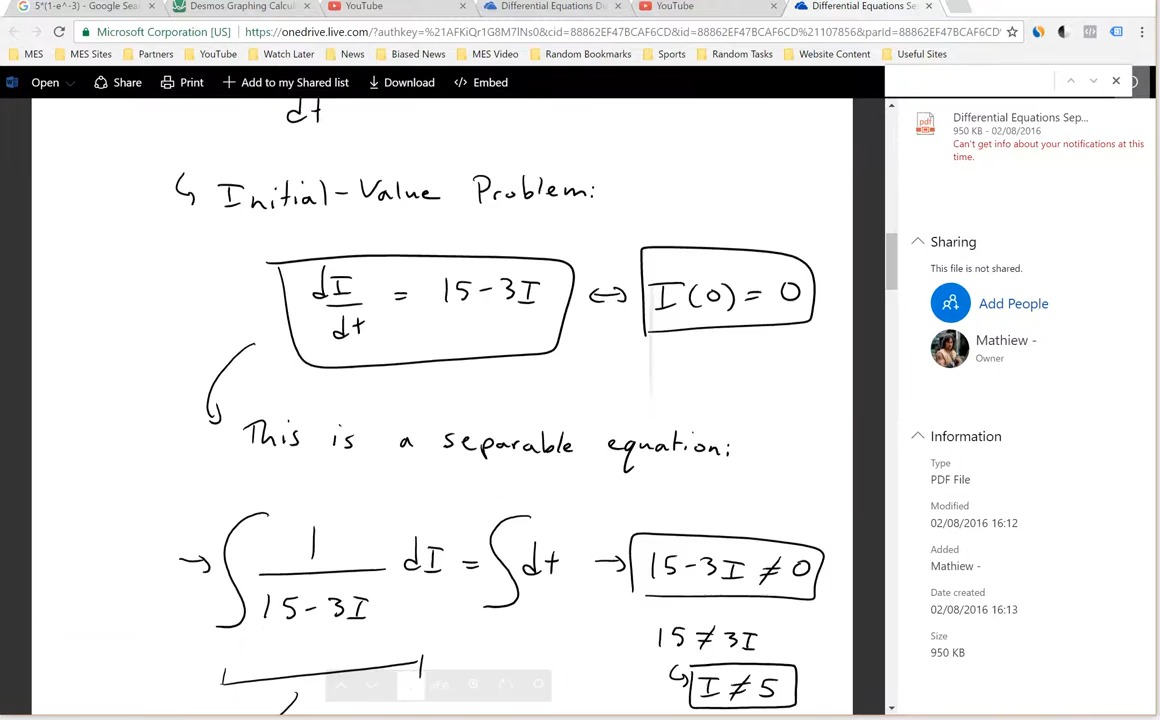 5*(1-e^-3) - Google Sear × Desmos Graphing Calcul × YouTube × Differential Equations Du × YouTube × Differential Equations Se ×
Microsoft Corporation [US] https://onedrive.live.com/?authkey=%21AFKiQr1G8M7lNs0&cid=88862EF47BCAF6CD&id=88862EF47BCAF6CD%21107856&parId=88862EF47BCAF6CD%
MES MES Sites Partners YouTube Watch Later News Biased News MES Video Random Bookmarks Sports Random Tasks Website Content Useful Sites
Open Share Print Add to my Shared list Download Embed
dt
Initial-Value Problem:
dI/dt = 15-3I ↔ I(0) = 0
This is a separable equation:
→ ∫ 1/(15-3I) dI = ∫ dt → 15-3I ≠ 0
15 ≠ 3I
↳ I ≠ 5
pdf
Differential Equations Sep...
950 KB - 02/08/2016
Can't get info about your notifications at this
time.
Sharing
This file is not shared.
Add People
Mathiew -
Owner
Information
Type
PDF File
Modified
02/08/2016 16:12
Added
Mathiew -
Date created
02/08/2016 16:13
Size
950 KB